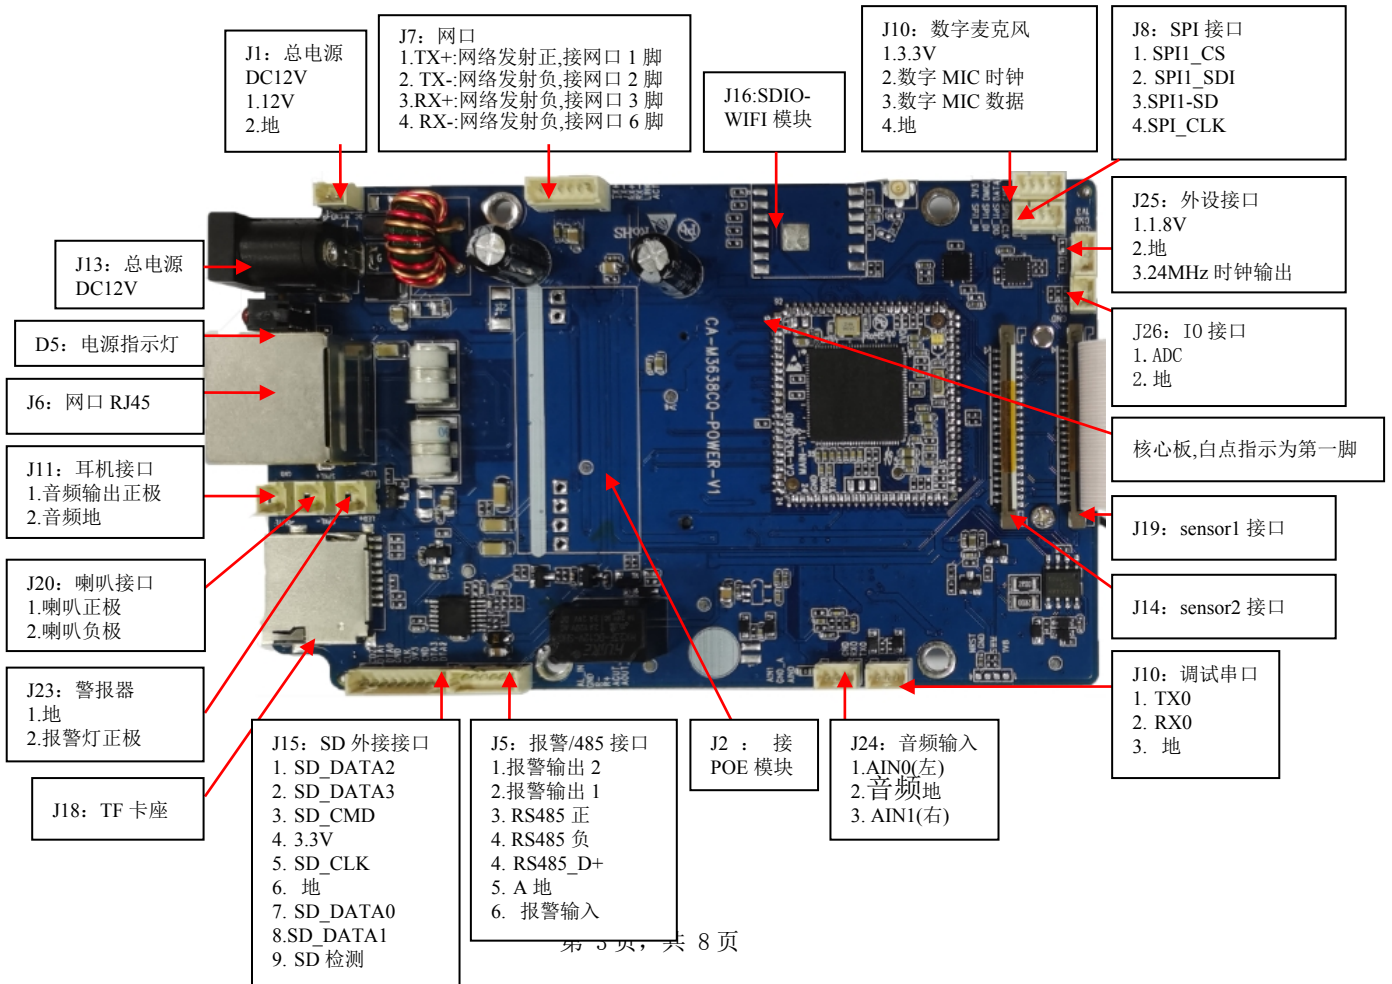 J1：总电源
DC12V
1.12V
2.地
J7：网口
1.TX+:网络发射正,接网口 1 脚
2. TX-:网络发射负,接网口 2 脚
3.RX+:网络发射负,接网口 3 脚
4. RX-:网络发射负,接网口 6 脚
J16:SDIO-
WIFI 模块
J10：数字麦克风
1.3.3V
2.数字 MIC 时钟
3.数字 MIC 数据
4.地
J8：SPI 接口
1. SPI1_CS
2. SPI1_SDI
3.SPI1-SD
4.SPI_CLK
J25：外设接口
1.1.8V
2.地
3.24MHz 时钟输出
J13：总电源
DC12V
J26：IO 接口
1. ADC
2. 地
D5：电源指示灯
J6：网口 RJ45
核心板,白点指示为第一脚
J11：耳机接口
1.音频输出正极
2.音频地
J19：sensor1 接口
J20：喇叭接口
1.喇叭正极
2.喇叭负极
J14：sensor2 接口
J23：警报器
1.地
2.报警灯正极
J10：调试串口
1. TX0
2. RX0
3. 地
J18：TF 卡座
J15：SD 外接接口
1. SD_DATA2
2. SD_DATA3
3. SD_CMD
4. 3.3V
5. SD_CLK
6. 地
7. SD_DATA0
8.SD_DATA1
9. SD 检测
J5：报警/485 接口
1.报警输出 2
2.报警输出 1
3. RS485 正
4. RS485 负
4. RS485_D+
5. A 地
6. 报警输入
J2 ： 接
POE 模块
J24：音频输入
1.AIN0(左)
2.音频地
3. AIN1(右)
CA-M3638CQ-POWER-V1
第 3 页，共 8 页